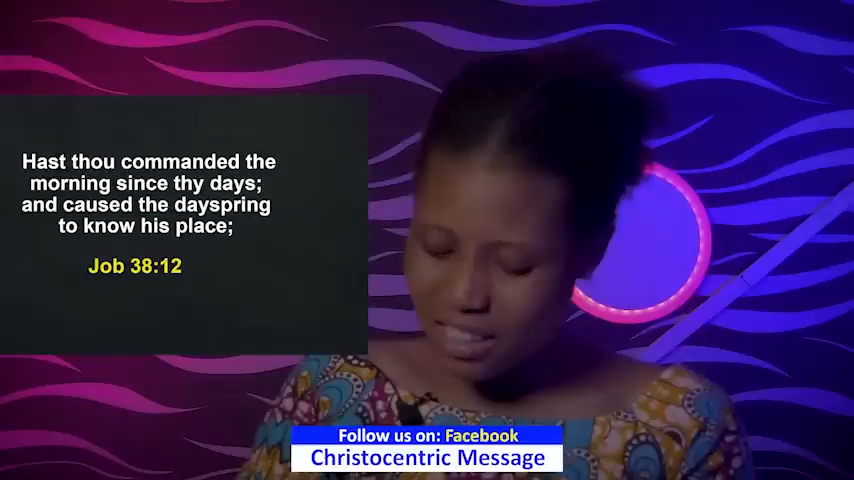 Hast thou commanded the
morning since thy days;
and caused the dayspring
to know his place;
Job 38:12
Follow us on: Facebook
Christocentric Message